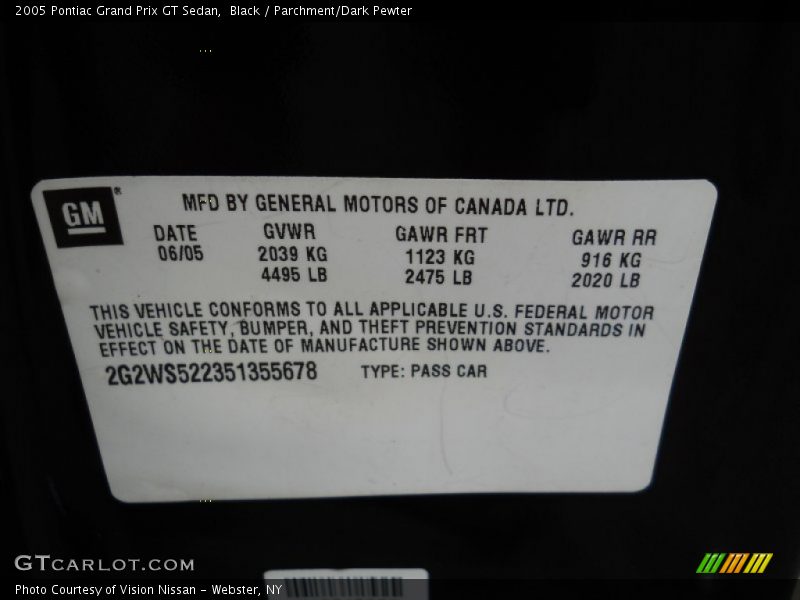 2005 Pontiac Grand Prix GT Sedan,  Black / Parchment/Dark Pewter
GM®
MFD BY GENERAL MOTORS OF CANADA LTD.
DATE GVWR GAWR FRT GAWR RR
06/05 2039 KG 1123 KG 916 KG
4495 LB 2475 LB 2020 LB
THIS VEHICLE CONFORMS TO ALL APPLICABLE U.S. FEDERAL MOTOR
VEHICLE SAFETY, BUMPER, AND THEFT PREVENTION STANDARDS IN
EFFECT ON THE DATE OF MANUFACTURE SHOWN ABOVE.
2G2WS522351355678 TYPE: PASS CAR
GTCARLOT.COM
Photo Courtesy of Vision Nissan - Webster, NY